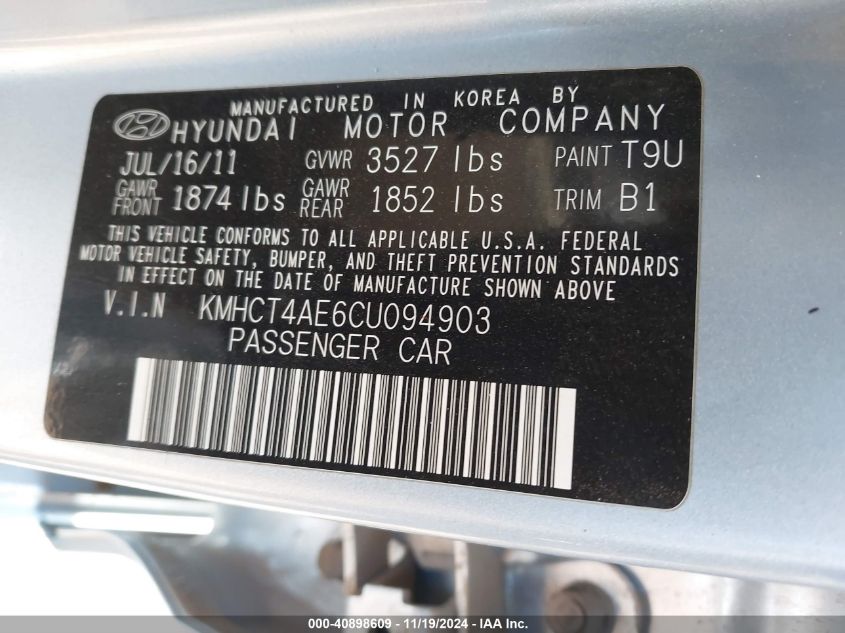 MANUFACTURED IN KOREA BY
HYUNDAI MOTOR COMPANY
JUL/16/11 GVWR 3527 lbs PAINT T9U
GAWR FRONT 1874 lbs GAWR REAR 1852 lbs TRIM B1
THIS VEHICLE CONFORMS TO ALL APPLICABLE U.S.A. FEDERAL
MOTOR VEHICLE SAFETY, BUMPER, AND THEFT PREVENTION STANDARDS
IN EFFECT ON THE DATE OF MANUFACTURE SHOWN ABOVE
V.I.N KMHCT4AE6CU094903
PASSENGER CAR
000-40898609 - 11/19/2024 - IAA Inc.